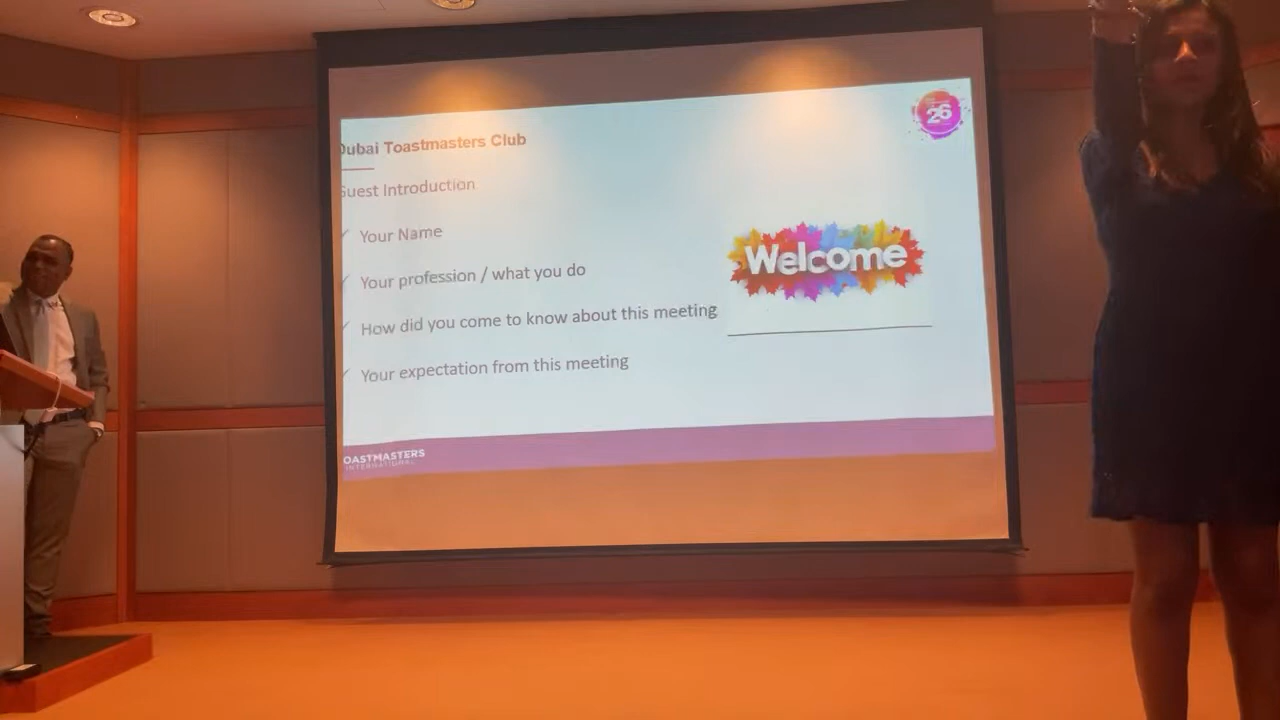 Dubai Toastmasters Club
26
Guest Introduction
Your Name
Your profession / what you do
How did you come to know about this meeting
Your expectation from this meeting
Welcome
OASTMASTERS
INTERNATIONAL